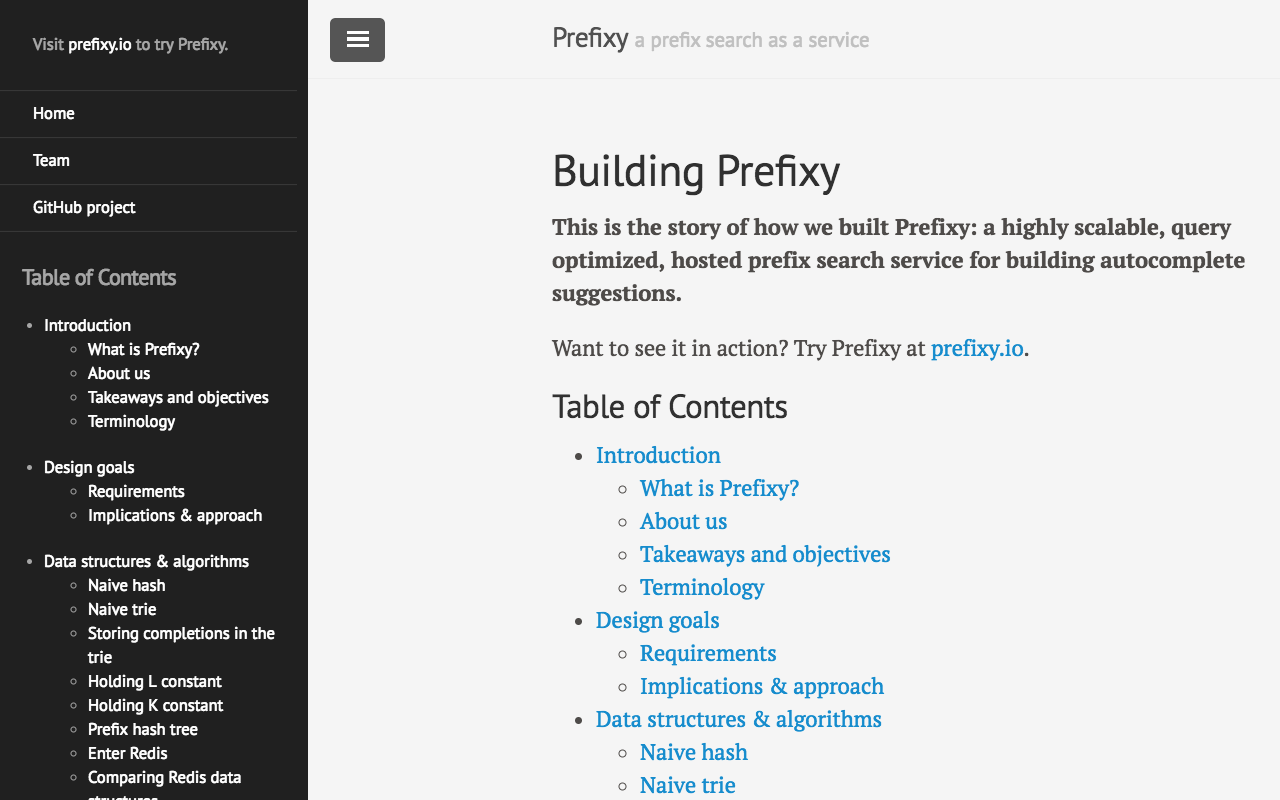 Visit prefixy.io to try Prefixy.
Home
Team
GitHub project
Table of Contents
Introduction
What is Prefixy?
About us
Takeaways and objectives
Terminology
Design goals
Requirements
Implications & approach
Data structures & algorithms
Naive hash
Naive trie
Storing completions in the
trie
Holding L constant
Holding K constant
Prefix hash tree
Enter Redis
Comparing Redis data
structures
Prefixy a prefix search as a service
Building Prefixy
This is the story of how we built Prefixy: a highly scalable, query
optimized, hosted prefix search service for building autocomplete
suggestions.
Want to see it in action? Try Prefixy at prefixy.io.
Table of Contents
Introduction
What is Prefixy?
About us
Takeaways and objectives
Terminology
Design goals
Requirements
Implications & approach
Data structures & algorithms
Naive hash
Naive trie